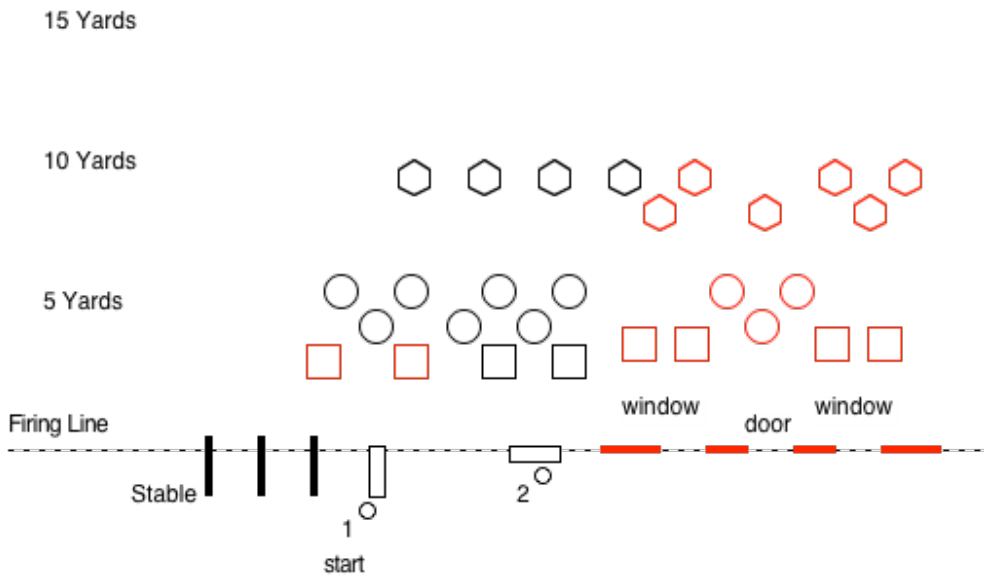 15 Yards
10 Yards
5 Yards
window
window
Firing Line
door
Stable
2
1
start